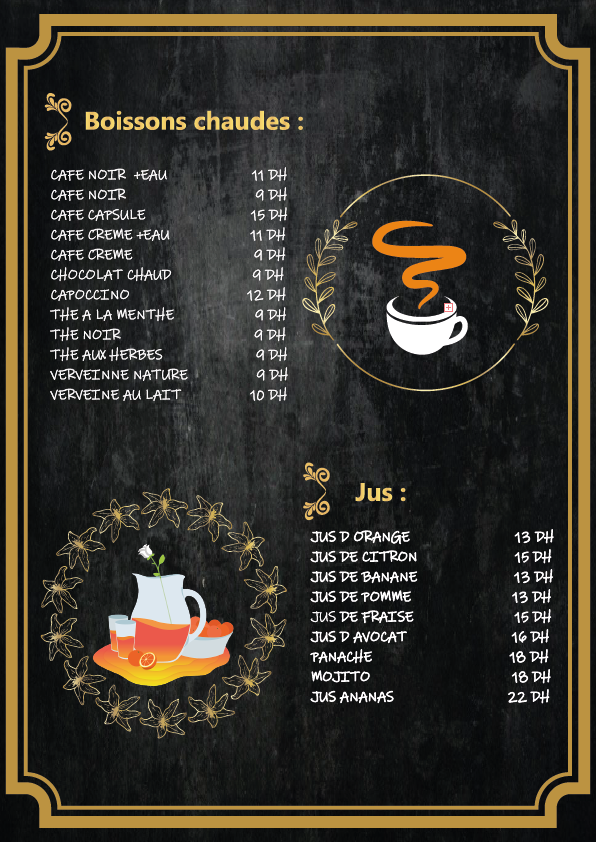 Boissons chaudes :
CAFE NOIR +EAU 11 DH
CAFE NOIR 9 DH
CAFE CAPSULE 15 DH
CAFE CREME +EAU 11 DH
CAFE CREME 9 DH
CHOCOLAT CHAUD 9 DH
CAPOCCINO 12 DH
THE A LA MENTHE 9 DH
THE NOIR 9 DH
THE AUX HERBES 9 DH
VERVEINNE NATURE 9 DH
VERVEINE AU LAIT 10 DH
Jus :
JUS D ORANGE 13 DH
JUS DE CITRON 15 DH
JUS DE BANANE 13 DH
JUS DE POMME 13 DH
JUS DE FRAISE 15 DH
JUS D AVOCAT 16 DH
PANACHE 18 DH
MOJITO 18 DH
JUS ANANAS 22 DH